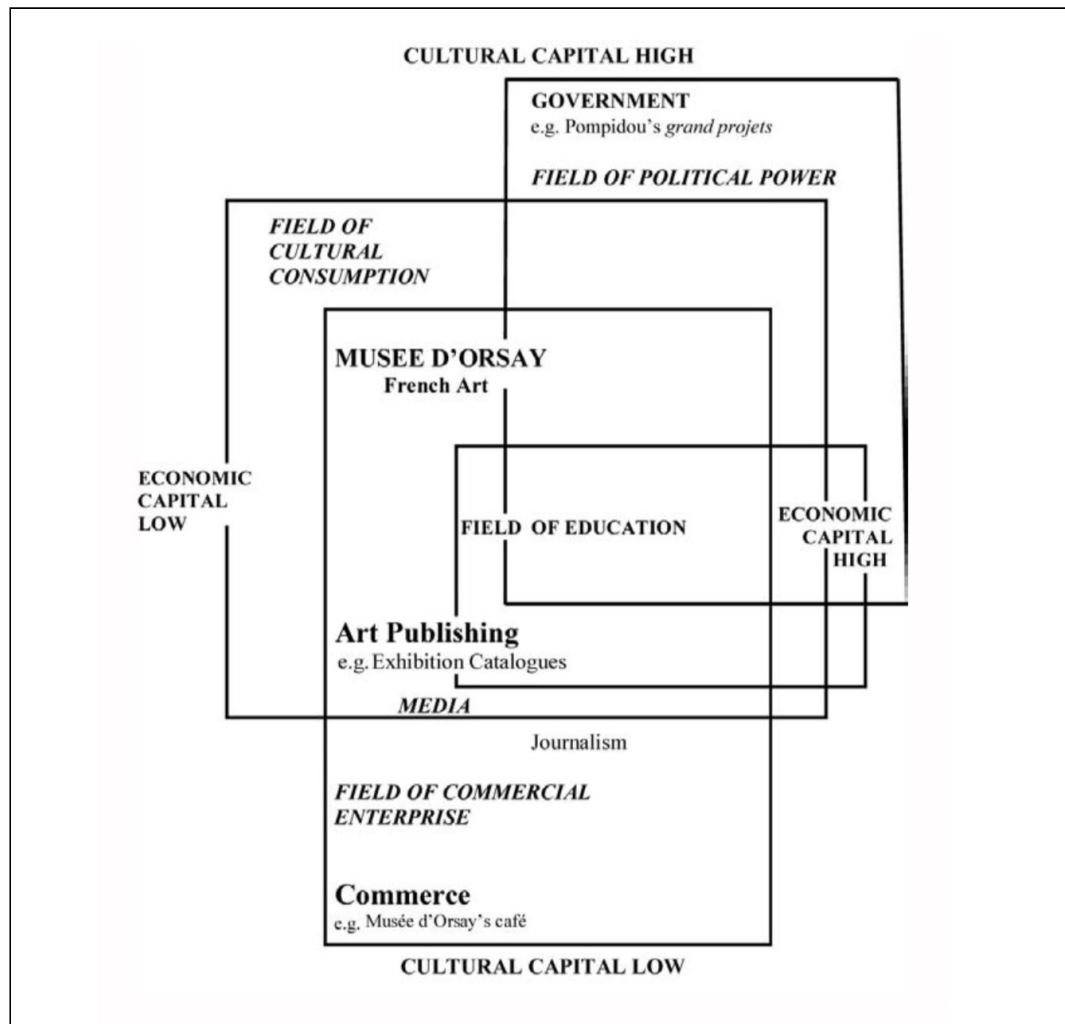 CULTURAL CAPITAL HIGH
GOVERNMENT
e.g. Pompidou's grand projets
FIELD OF POLITICAL POWER
FIELD OF
CULTURAL
CONSUMPTION
MUSEE D'ORSAY
French Art
ECONOMIC
CAPITAL
LOW
FIELD OF EDUCATION
ECONOMIC
CAPITAL
HIGH
Art Publishing
e.g. Exhibition Catalogues
MEDIA
Journalism
FIELD OF COMMERCIAL
ENTERPRISE
Commerce
e.g. Musée d'Orsay's café
CULTURAL CAPITAL LOW